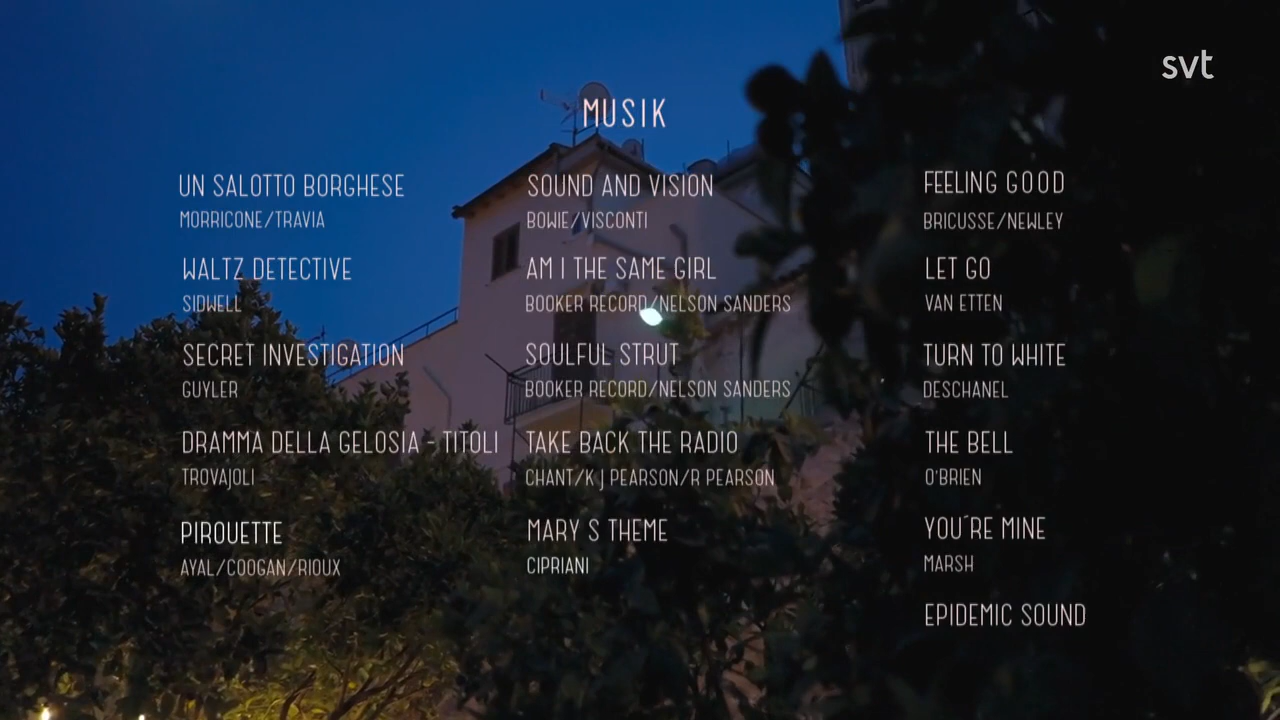 svt
MUSIK
UN SALOTTO BORGHESE
MORRICONE/TRAVIA
WALTZ DETECTIVE
SIDWELL
SECRET INVESTIGATION
GUYLER
DRAMMA DELLA GELOSIA - TITOLI
TROVAJOLI
PIROUETTE
AYAL/COOGAN/RIOUX
SOUND AND VISION
BOWIE/VISCONTI
AM I THE SAME GIRL
BOOKER RECORD/NELSON SANDERS
SOULFUL STRUT
BOOKER RECORD/NELSON SANDERS
TAKE BACK THE RADIO
CHANT/K J PEARSON/R PEARSON
MARY S THEME
CIPRIANI
FEELING GOOD
BRICUSSE/NEWLEY
LET GO
VAN ETTEN
TURN TO WHITE
DESCHANEL
THE BELL
O'BRIEN
YOU´RE MINE
MARSH
EPIDEMIC SOUND